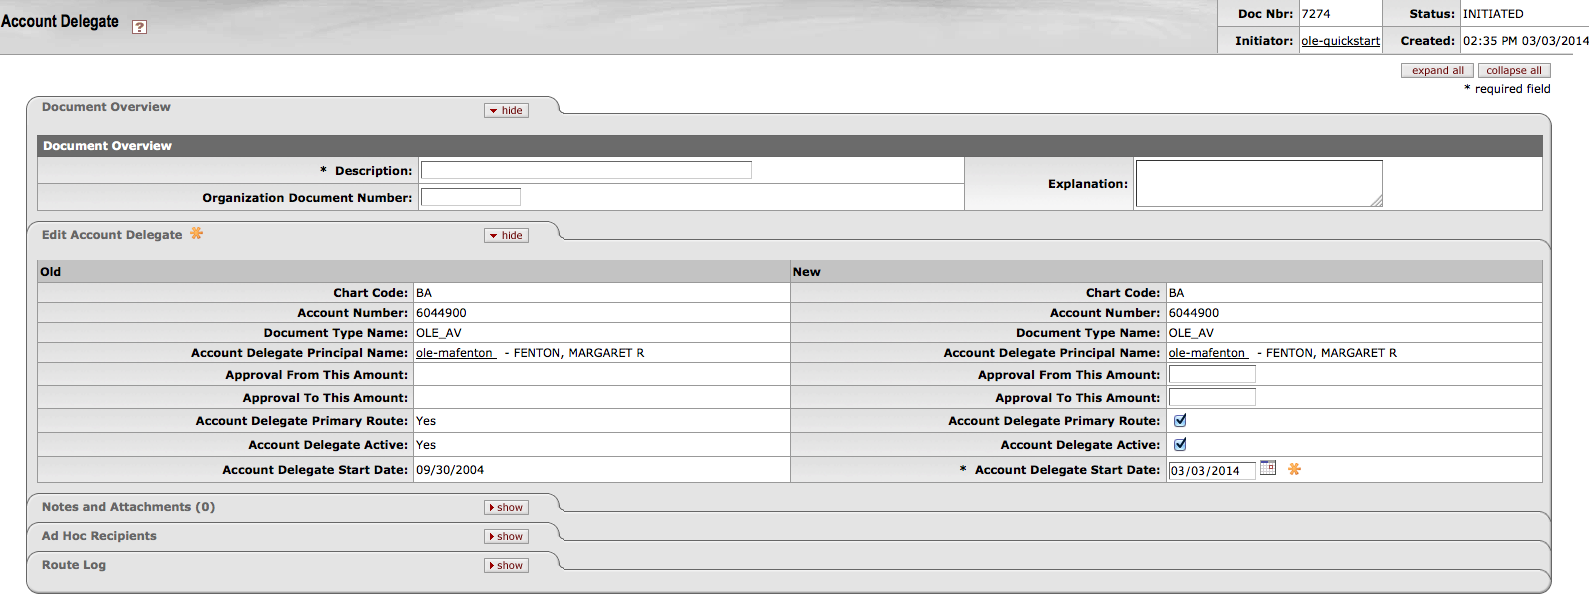 Account Delegate ?
Doc Nbr: 7274 Status: INITIATED
Initiator: ole-quickstart Created: 02:35 PM 03/03/2014
expand all collapse all
* required field
Document Overview hide
Document Overview
* Description:
Explanation:
Organization Document Number:
Edit Account Delegate hide
Old New
Chart Code: BA Chart Code: BA
Account Number: 6044900 Account Number: 6044900
Document Type Name: OLE_AV Document Type Name: OLE_AV
Account Delegate Principal Name: ole-mafenton - FENTON, MARGARET R Account Delegate Principal Name: ole-mafenton - FENTON, MARGARET R
Approval From This Amount: Approval From This Amount:
Approval To This Amount: Approval To This Amount:
Account Delegate Primary Route: Yes Account Delegate Primary Route:
Account Delegate Active: Yes Account Delegate Active:
Account Delegate Start Date: 09/30/2004 * Account Delegate Start Date: 03/03/2014
Notes and Attachments (0) show
Ad Hoc Recipients show
Route Log show